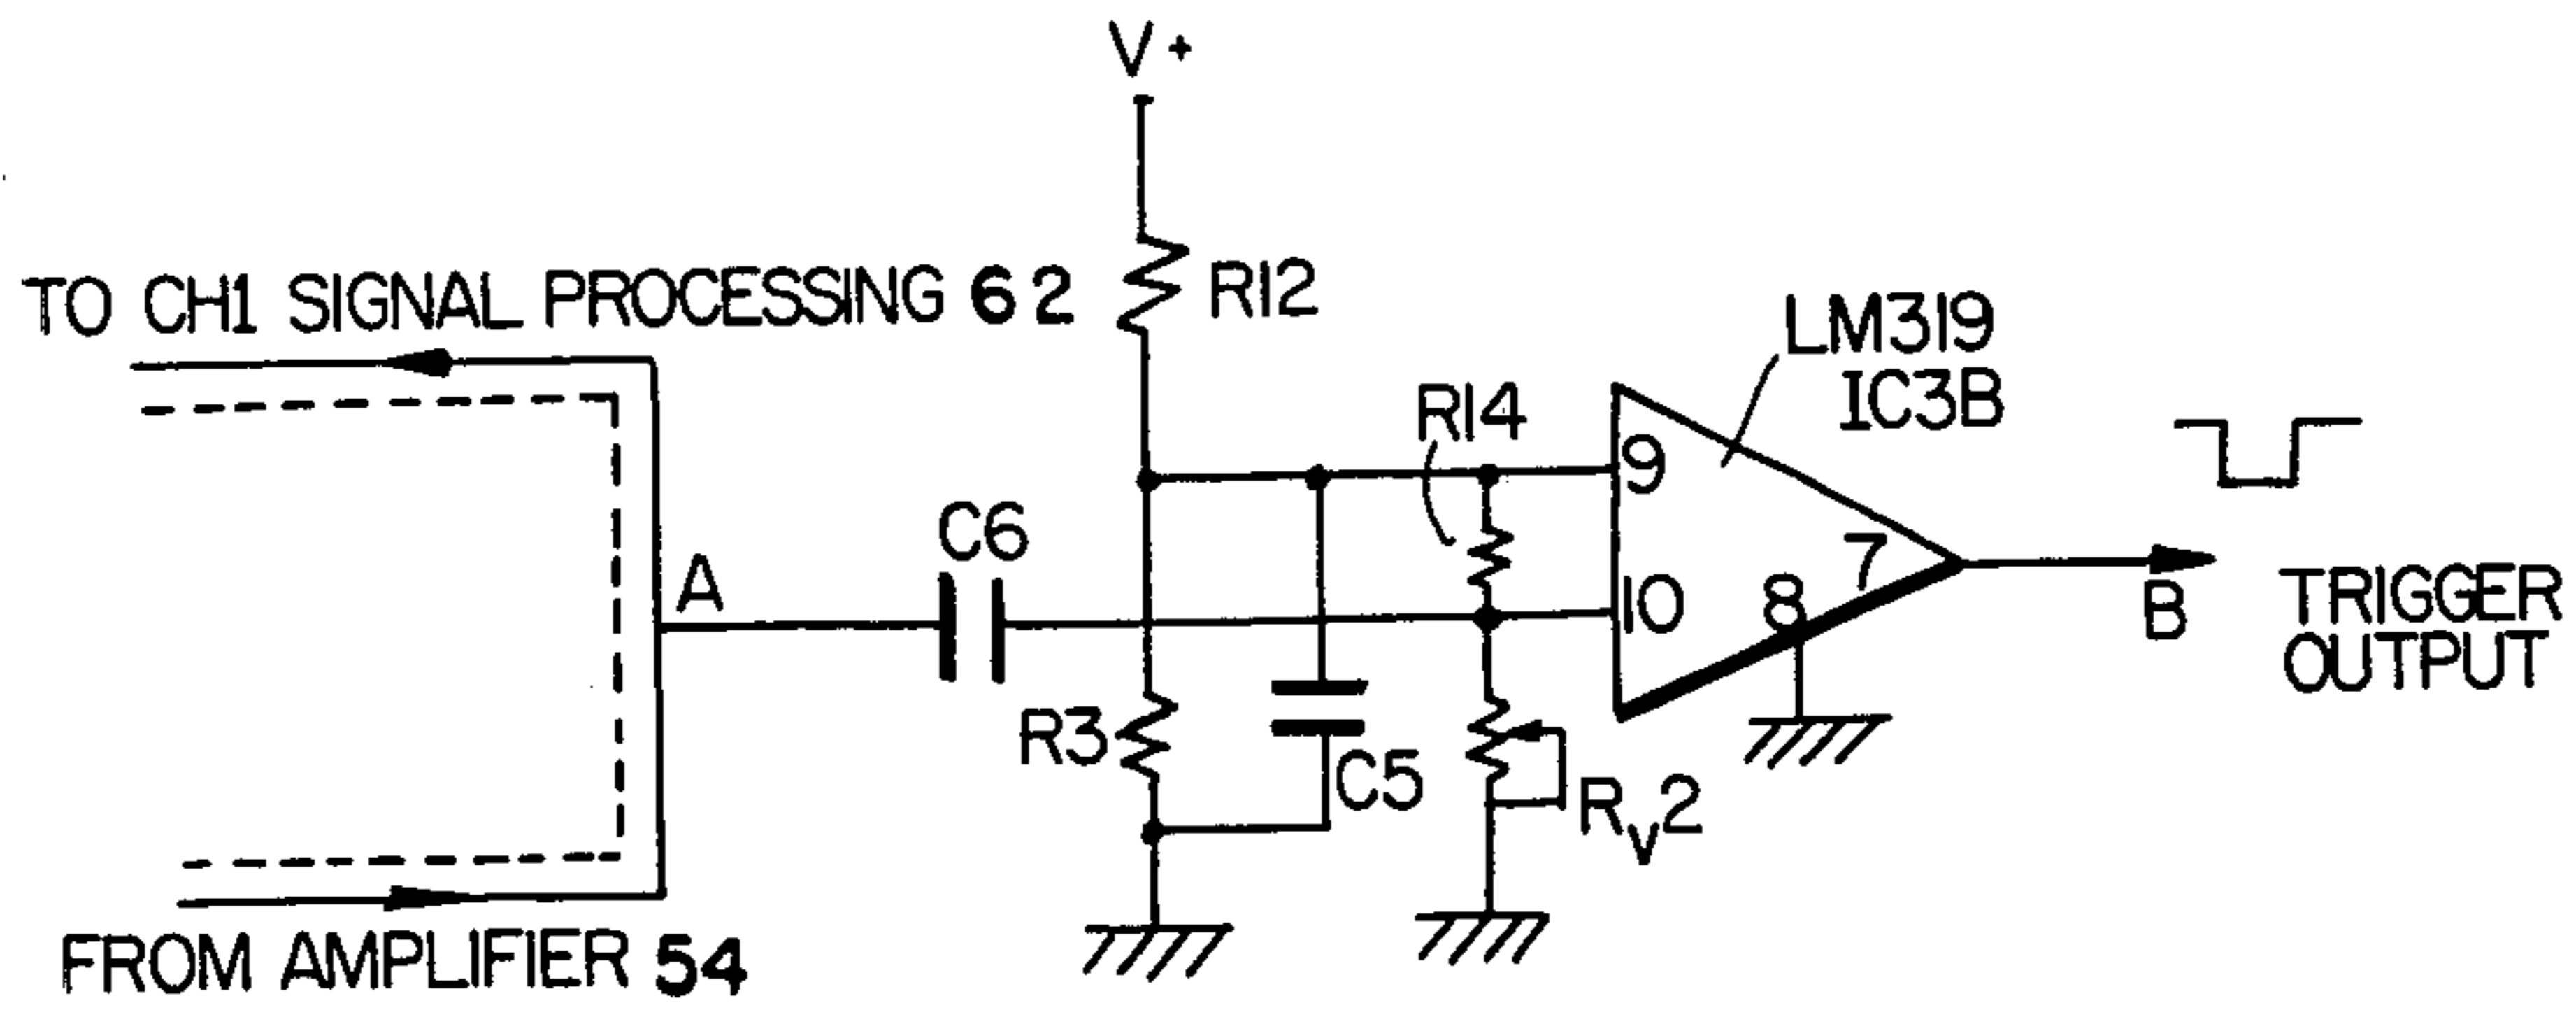 V+
TO CH1 SIGNAL PROCESSING 62
R12
LM319
IC3B
R14
9
C6
A
10
8
7
B
TRIGGER
OUTPUT
R3
C5
Rv2
FROM AMPLIFIER 54